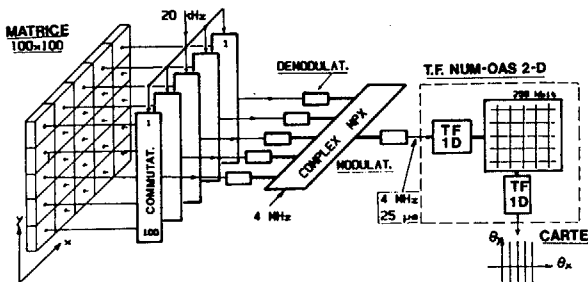 MATRICE
100×100
20 kHz
1
1
COMMUTAT.
100
DEMODULAT.
COMPLEX MPX
MODULAT.
4 MHz
T.F. NUM-OAS 2-D
TF
1D
4 MHz
25 µs
TF
1D
CARTE
θy
θx
Y
x